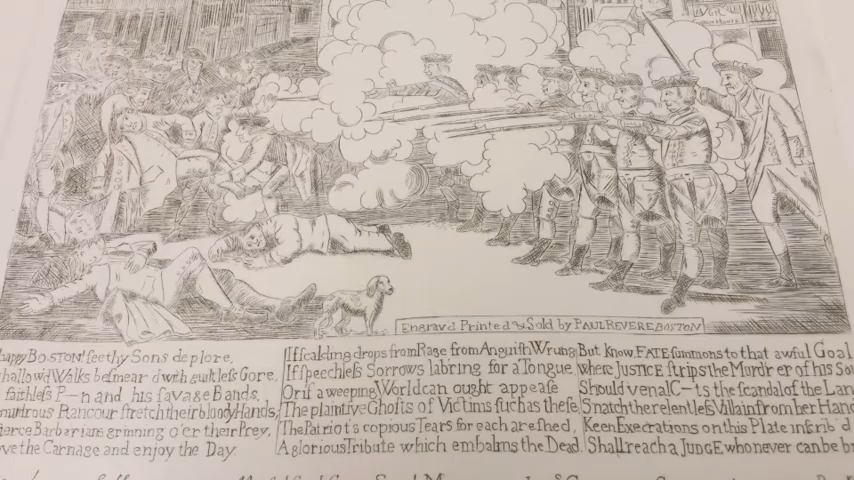 Engrav'd Printed & Sold by PAUL REVERE BOSTON
happy BOSTON! see thy Sons deplore,
hallow'd Walks besmear'd with guiltless Gore,
faithless P—n and his savage Bands,
murd'rous Rancour stretch their bloody Hands;
ierce Barbarians grinning o'er their Prey,
ve the Carnage and enjoy the Day.
If scalding drops from Rage from Anguish Wrung
If speechless Sorrows lab'ring for a Tongue,
Or if a weeping World can ought appease
The plaintive Ghosts of Victims such as these;
The Patriot's copious Tears for each are shed,
A glorious Tribute which embalms the Dead.
But know, FATE summons to that awful Goal
Where JUSTICE strips the Murd'rer of his Sou
Should venal C—ts the scandal of the Lan
Snatch the relentless Villain from her Hand
Keen Execrations on this Plate inscrib'd
Shall reach a JUDGE who never can be br